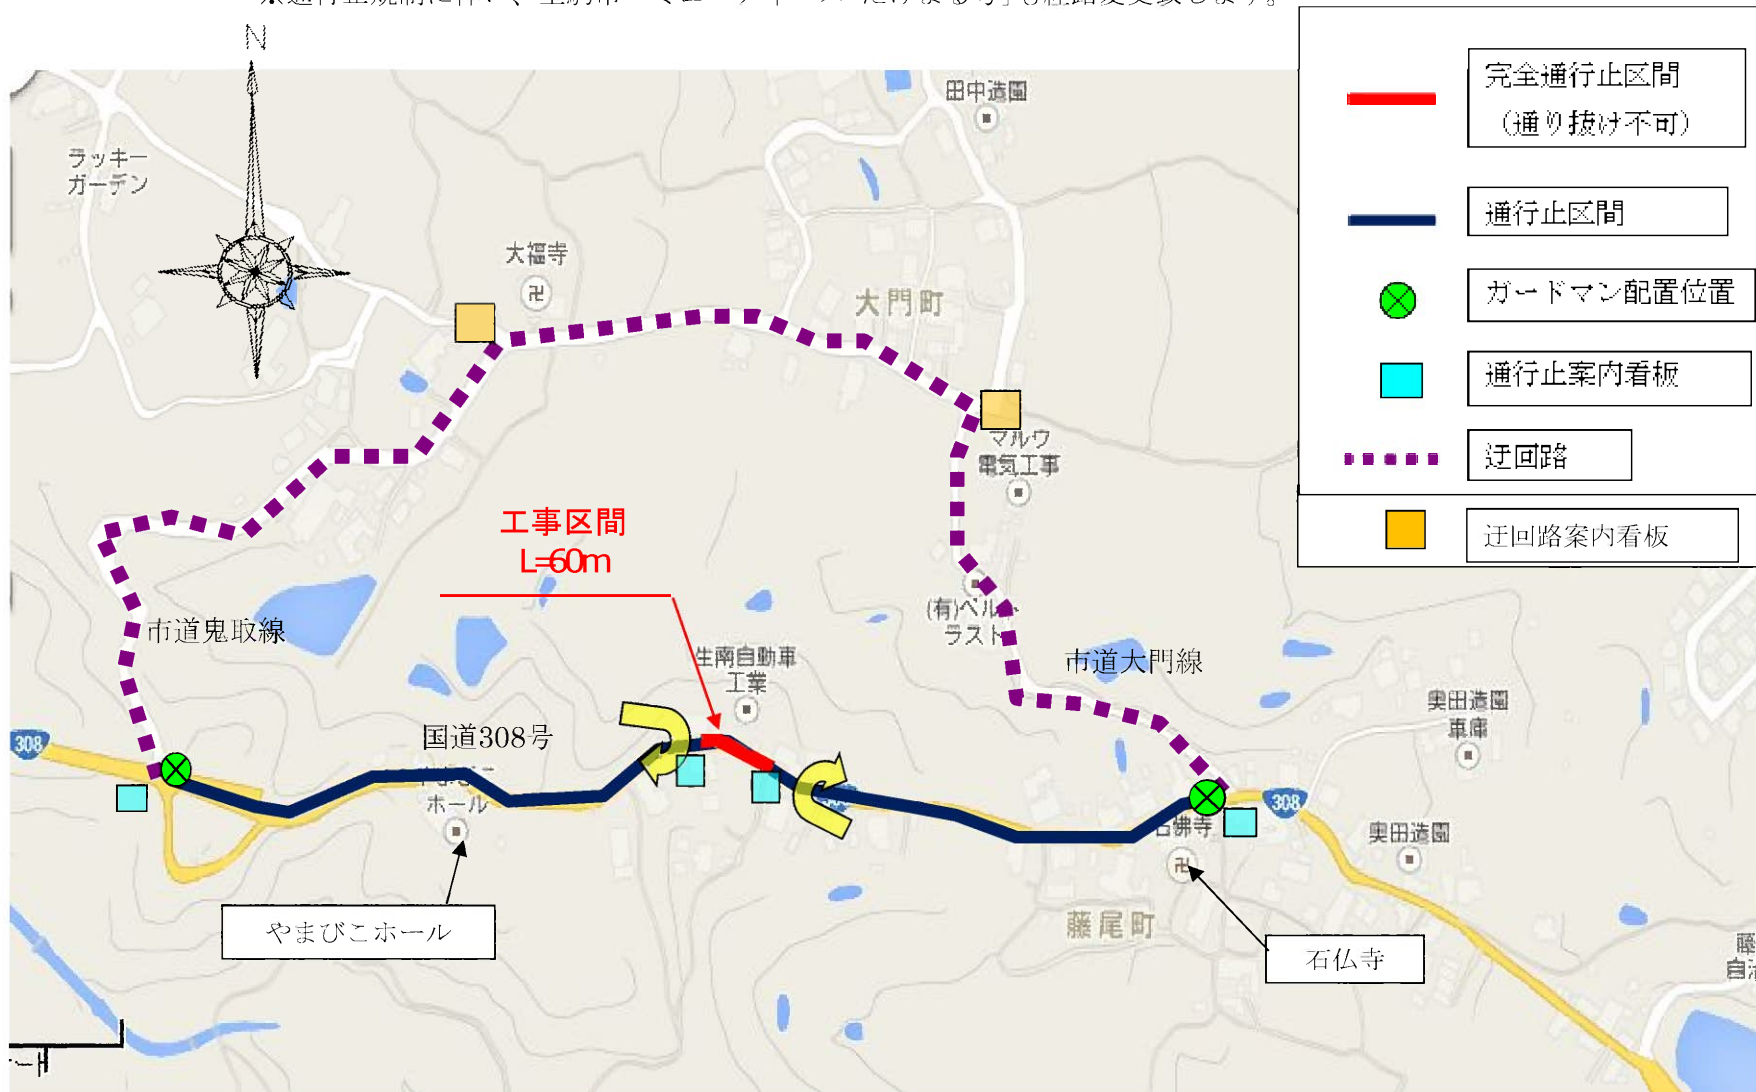 N
完全通行止区間
（通り抜け不可）
通行止区間
ガードマン配置位置
通行止案内看板
迂回路
迂回路案内看板
田中造園
ラッキー
ガーデン
大福寺
大門町
マルワ
電気工事
工事区間
L=60m
(有)ベル
ラスト
市道鬼取線
市道大門線
生南自動車
工業
奥田造園
車庫
国道308号
308
ホール
308
石佛寺
奥田造園
やまびこホール
藤尾町
石仏寺